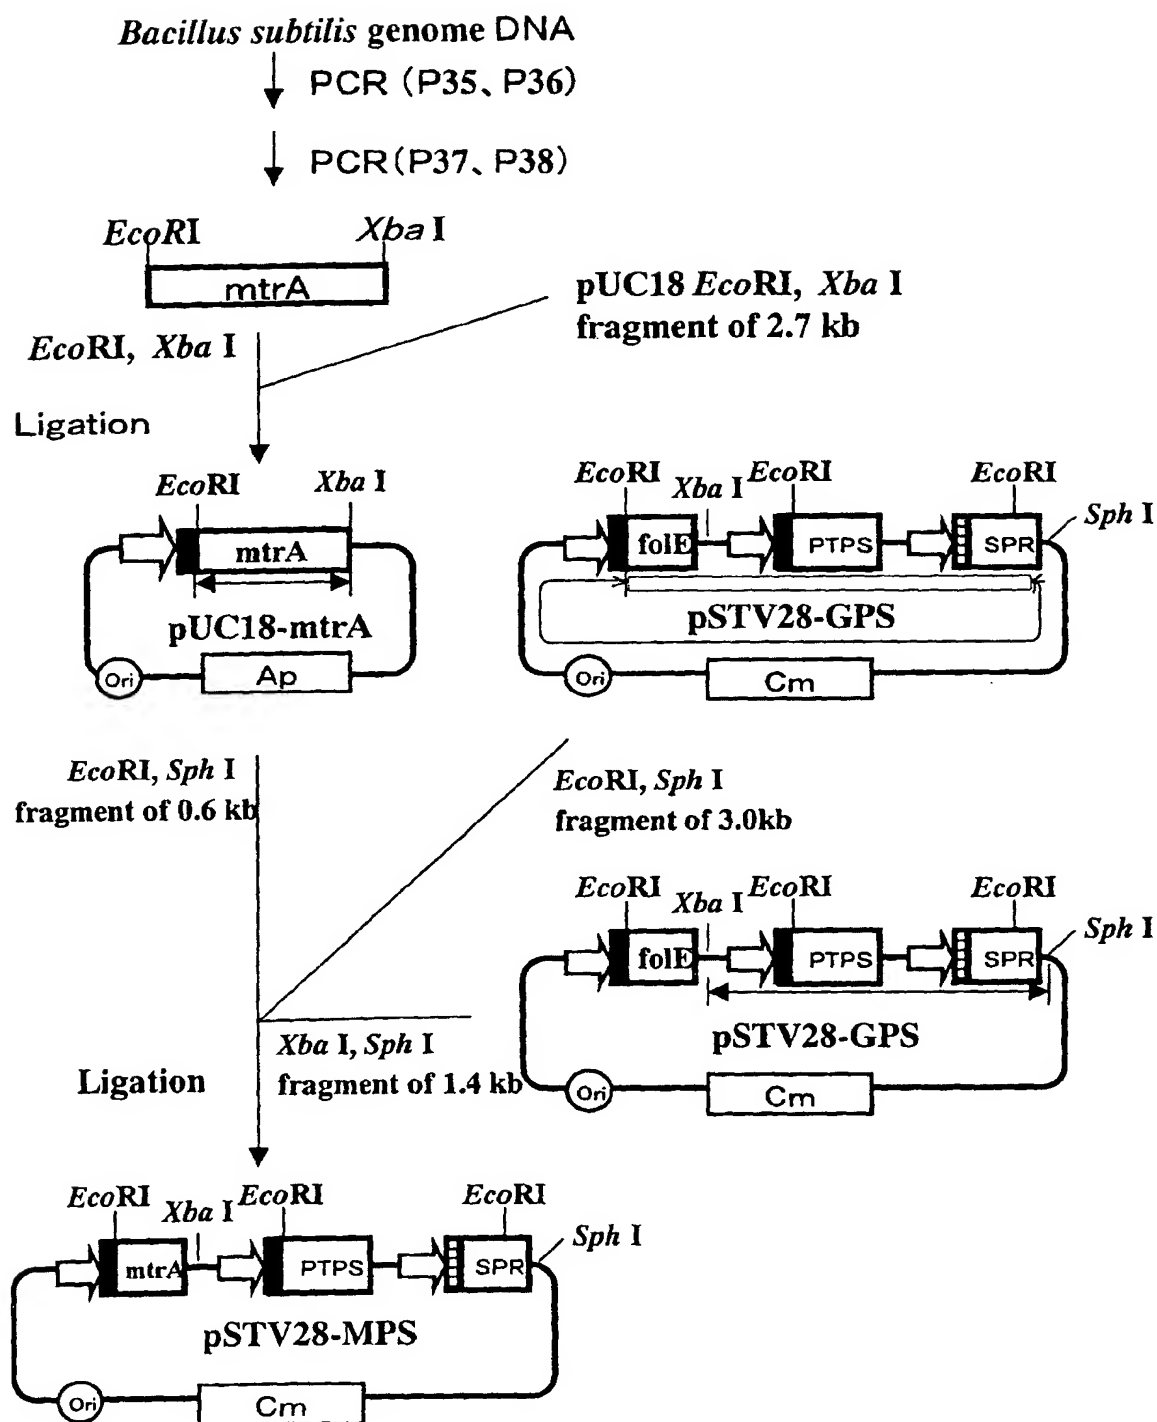 Bacillus subtilis genome DNA
PCR (P35、P36)
PCR(P37、P38)
EcoRI
Xba I
mtrA
pUC18 EcoRI, Xba I
fragment of 2.7 kb
EcoRI, Xba I
Ligation
EcoRI
Xba I
mtrA
pUC18-mtrA
Ori
Ap
EcoRI
Xba I
EcoRI
EcoRI
Sph I
folE
PTPS
SPR
pSTV28-GPS
Ori
Cm
EcoRI, Sph I
fragment of 0.6 kb
EcoRI, Sph I
fragment of 3.0kb
EcoRI
Xba I
EcoRI
EcoRI
Sph I
folE
PTPS
SPR
pSTV28-GPS
Ori
Cm
Xba I, Sph I
fragment of 1.4 kb
Ligation
EcoRI
Xba I
EcoRI
EcoRI
Sph I
mtrA
PTPS
SPR
pSTV28-MPS
Ori
Cm